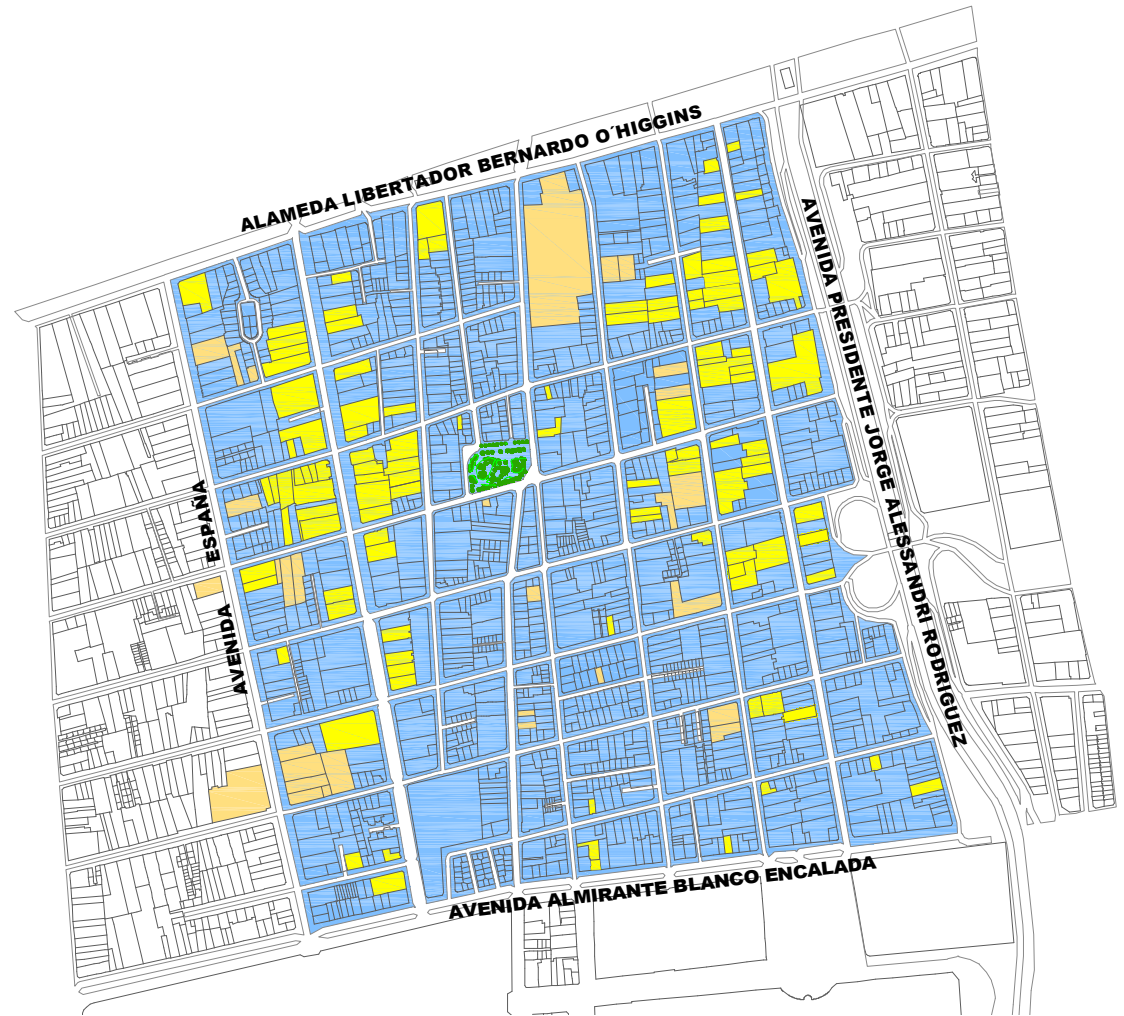 ALAMEDA LIBERTADOR BERNARDO O´HIGGINS
AVENIDA PRESIDENTE JORGE ALESSANDRI RODRIGUEZ
AVENIDA ESPAÑA
AVENIDA ALMIRANTE BLANCO ENCALADA